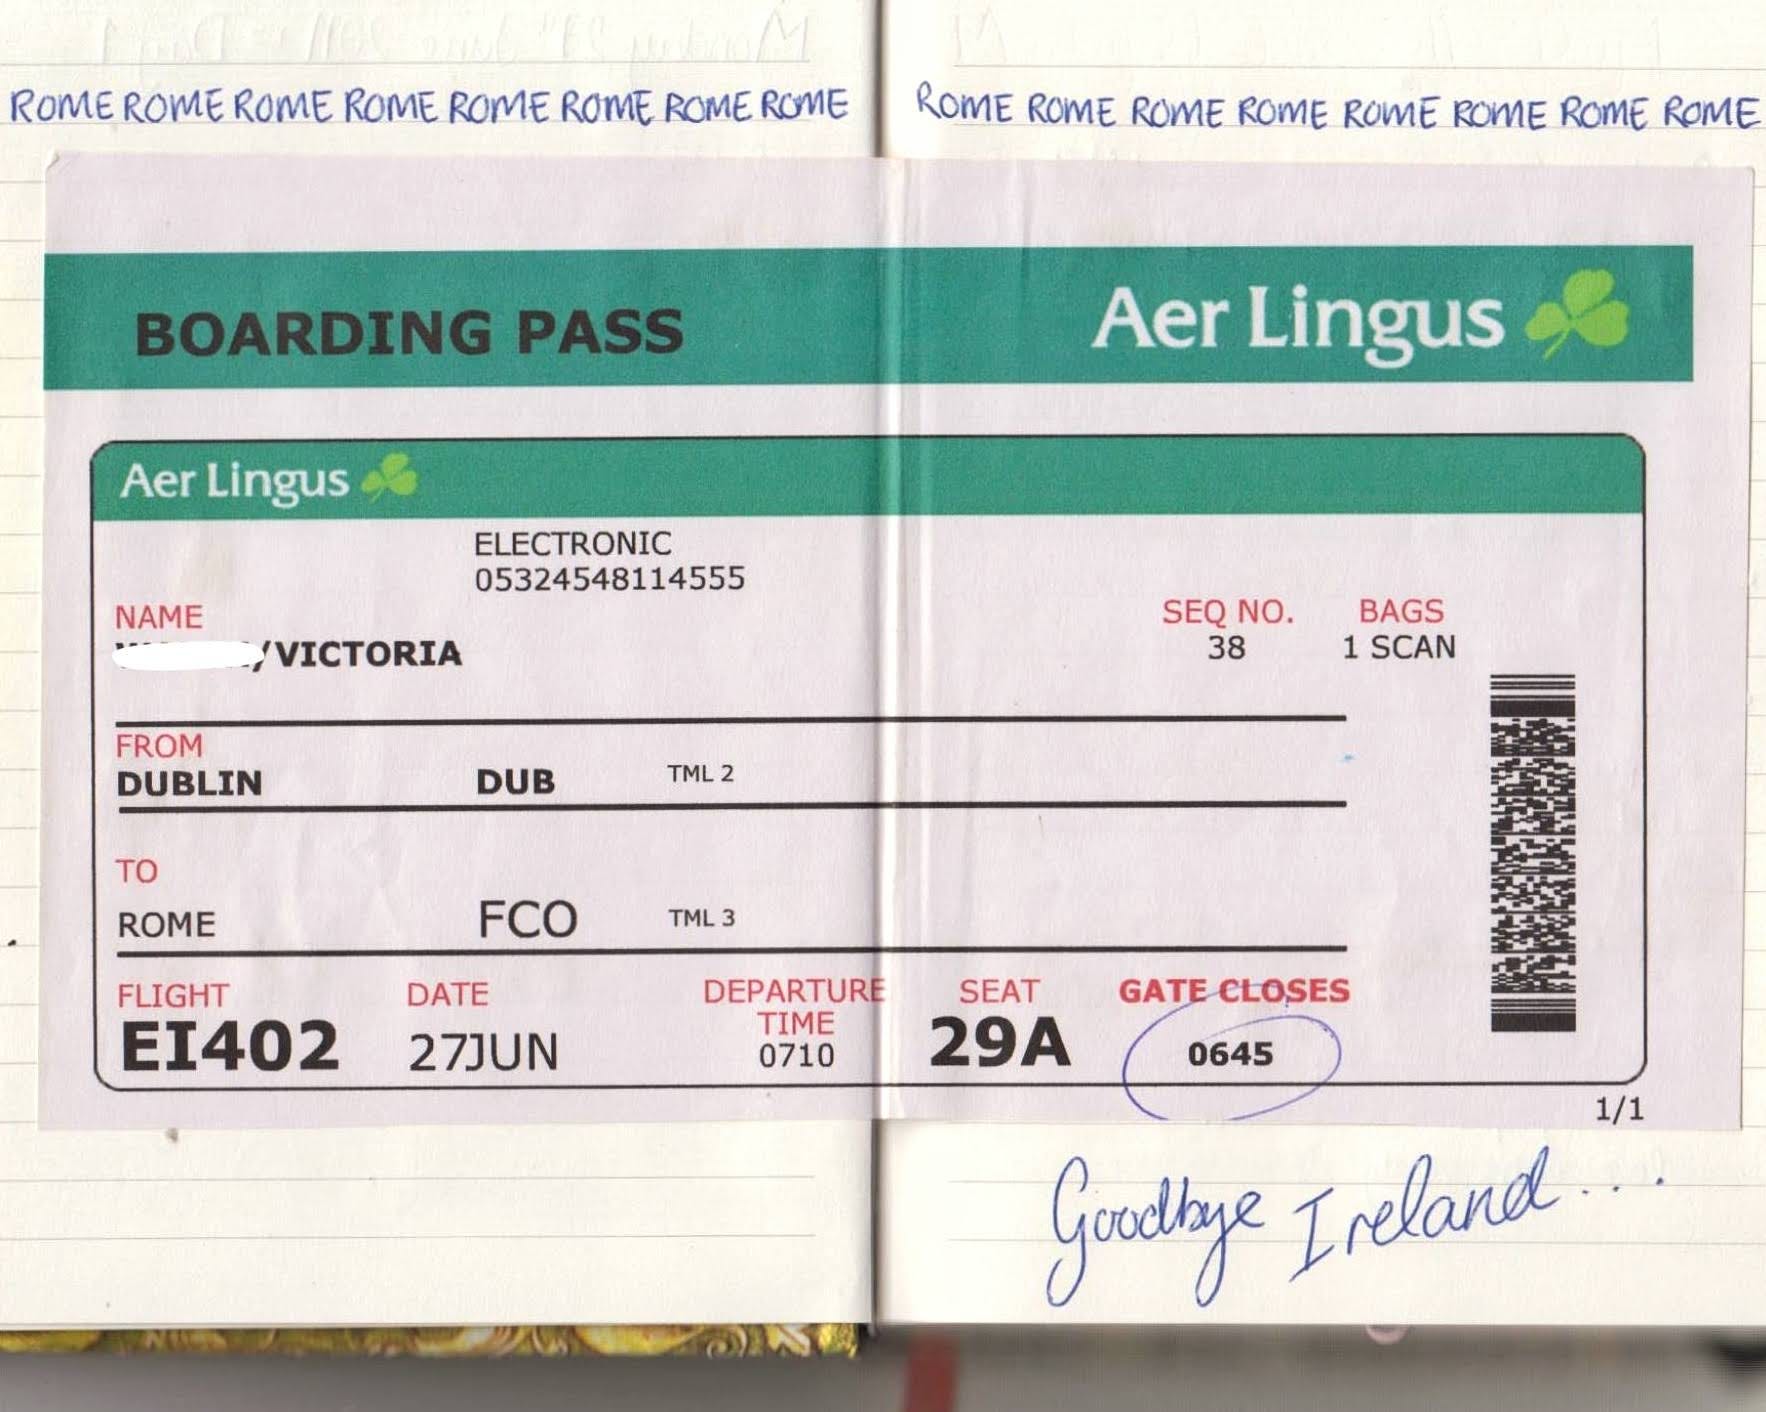 ROME ROME ROME ROME ROME ROME ROME ROME ROME ROME ROME ROME ROME ROME ROME ROME
BOARDING PASS Aer Lingus
Aer Lingus
ELECTRONIC
05324548114555
NAME SEQ NO. BAGS
/VICTORIA 38 1 SCAN
FROM
DUBLIN DUB TML 2
TO
ROME FCO TML 3
FLIGHT DATE DEPARTURE SEAT GATE CLOSES
TIME
EI402 27JUN 0710 29A 0645
1/1
Goodbye Ireland...